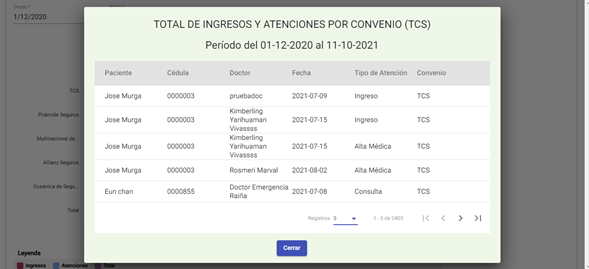 Desde *
1/12/2020
TOTAL DE INGRESOS Y ATENCIONES POR CONVENIO (TCS)
Período del 01-12-2020 al 11-10-2021
Paciente Cédula Doctor Fecha Tipo de Atención Convenio
Jose Murga 0000003 pruebadoc 2021-07-09 Ingreso TCS
Jose Murga 0000003 Kimberling Yarihuaman Vivassss 2021-07-15 Ingreso TCS
Jose Murga 0000003 Kimberling Yarihuaman Vivassss 2021-07-15 Alta Médica TCS
Jose Murga 0000003 Rosmeri Marval 2021-08-02 Alta Médica TCS
Eun chan 0000855 Doctor Emergencia Raiña 2021-07-08 Consulta TCS
Registros 5 1 - 5 de 2403
Cerrar
TCS
Pirámide Seguros
Multinacional de...
Allianz Seguros
Oceánica de Segu...
Total
Leyenda
Ingresos Atenciones Total